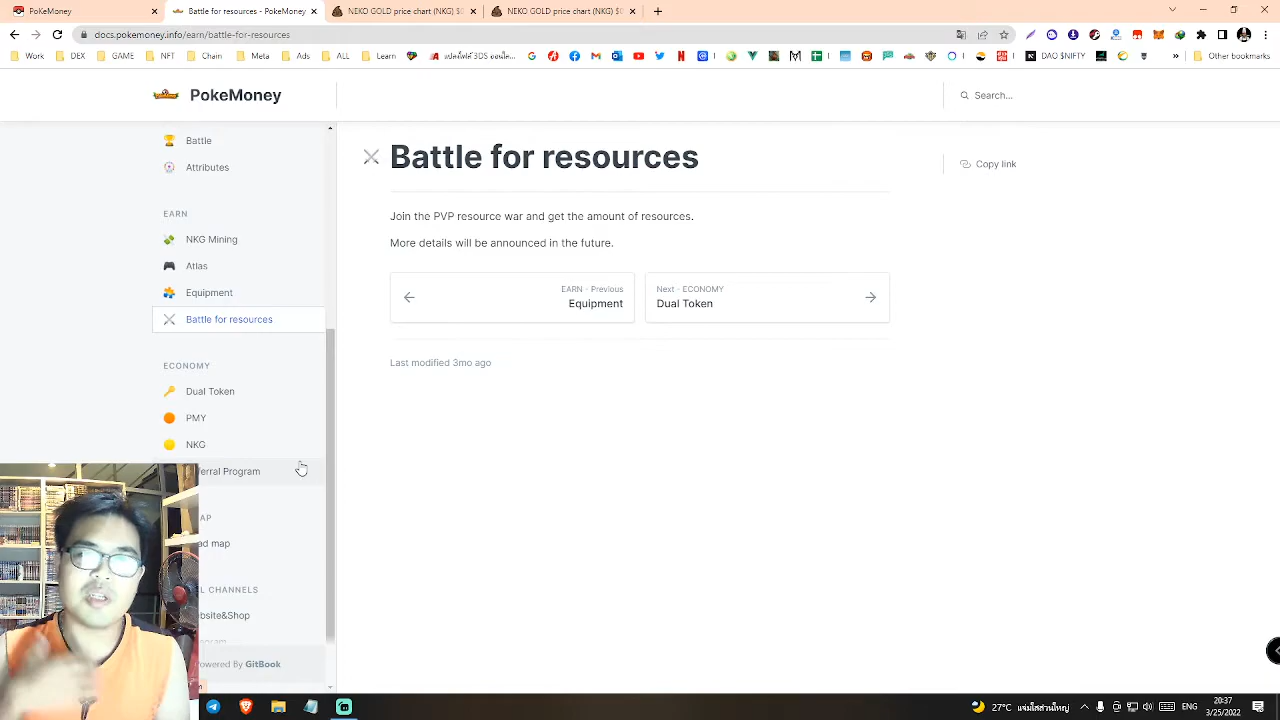 PokeMoney
Battle for resources - PokeMoney
NEKO GOLD price chart (NKG) $0
NEKO GOLD price chart (NKG) $0
docs.pokemoney.info/earn/battle-for-resources
Work
DEX
GAME
NFT
Chain
Meta
Ads
ALL
Learn
DAO $NIFTY
Other bookmarks
PokeMoney
Search...
Battle
Attributes
EARN
NKG Mining
Atlas
Equipment
Battle for resources
ECONOMY
Dual Token
PMY
NKG
ferral Program
AP
ad map
L CHANNELS
bsite&Shop
Powered By GitBook
Battle for resources
Copy link
Join the PVP resource war and get the amount of resources.
More details will be announced in the future.
EARN - Previous
Equipment
Next - ECONOMY
Dual Token
Last modified 3mo ago
27°C
ENG
20:37
3/25/2022